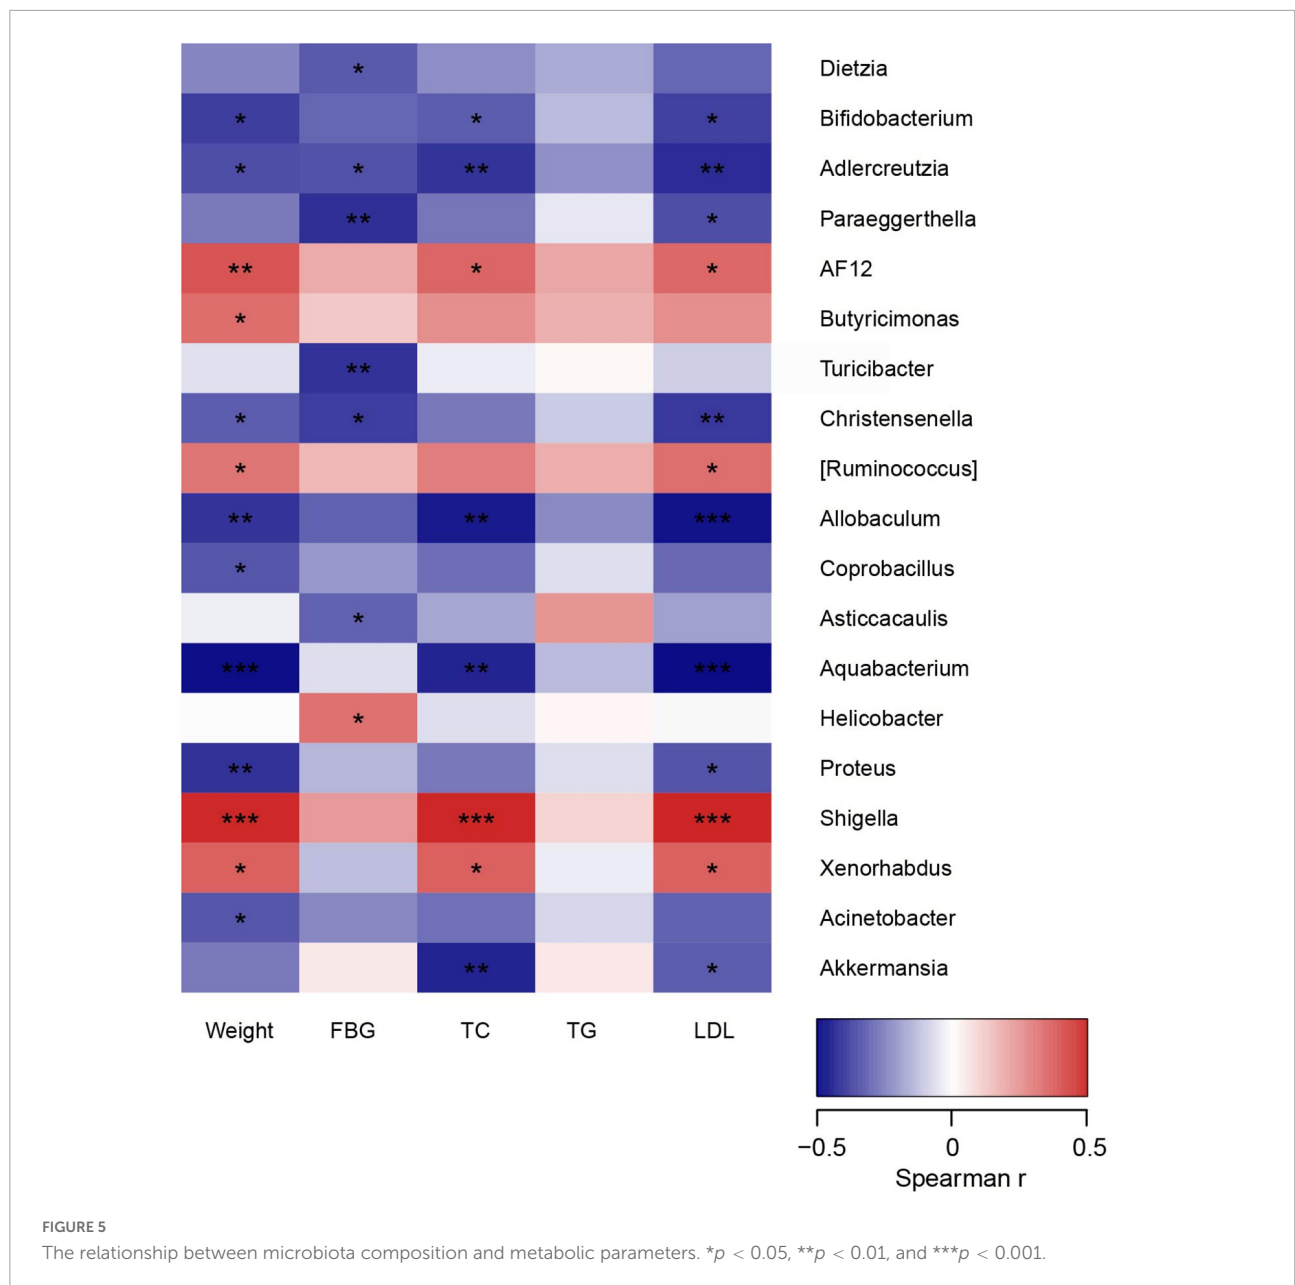 * Dietzia
* * * Bifidobacterium
* * ** ** Adlercreutzia
** * Paraeggerthella
** * * AF12
* Butyricimonas
** Turicibacter
* * ** Christensenella
* * [Ruminococcus]
** ** *** Allobaculum
* Coprobacillus
* Asticcacaulis
*** ** *** Aquabacterium
* Helicobacter
** * Proteus
*** *** *** Shigella
* * * Xenorhabdus
* Acinetobacter
** * Akkermansia
Weight FBG TC TG LDL
−0.5 0 0.5
Spearman r
FIGURE 5
The relationship between microbiota composition and metabolic parameters. *p < 0.05, **p < 0.01, and ***p < 0.001.